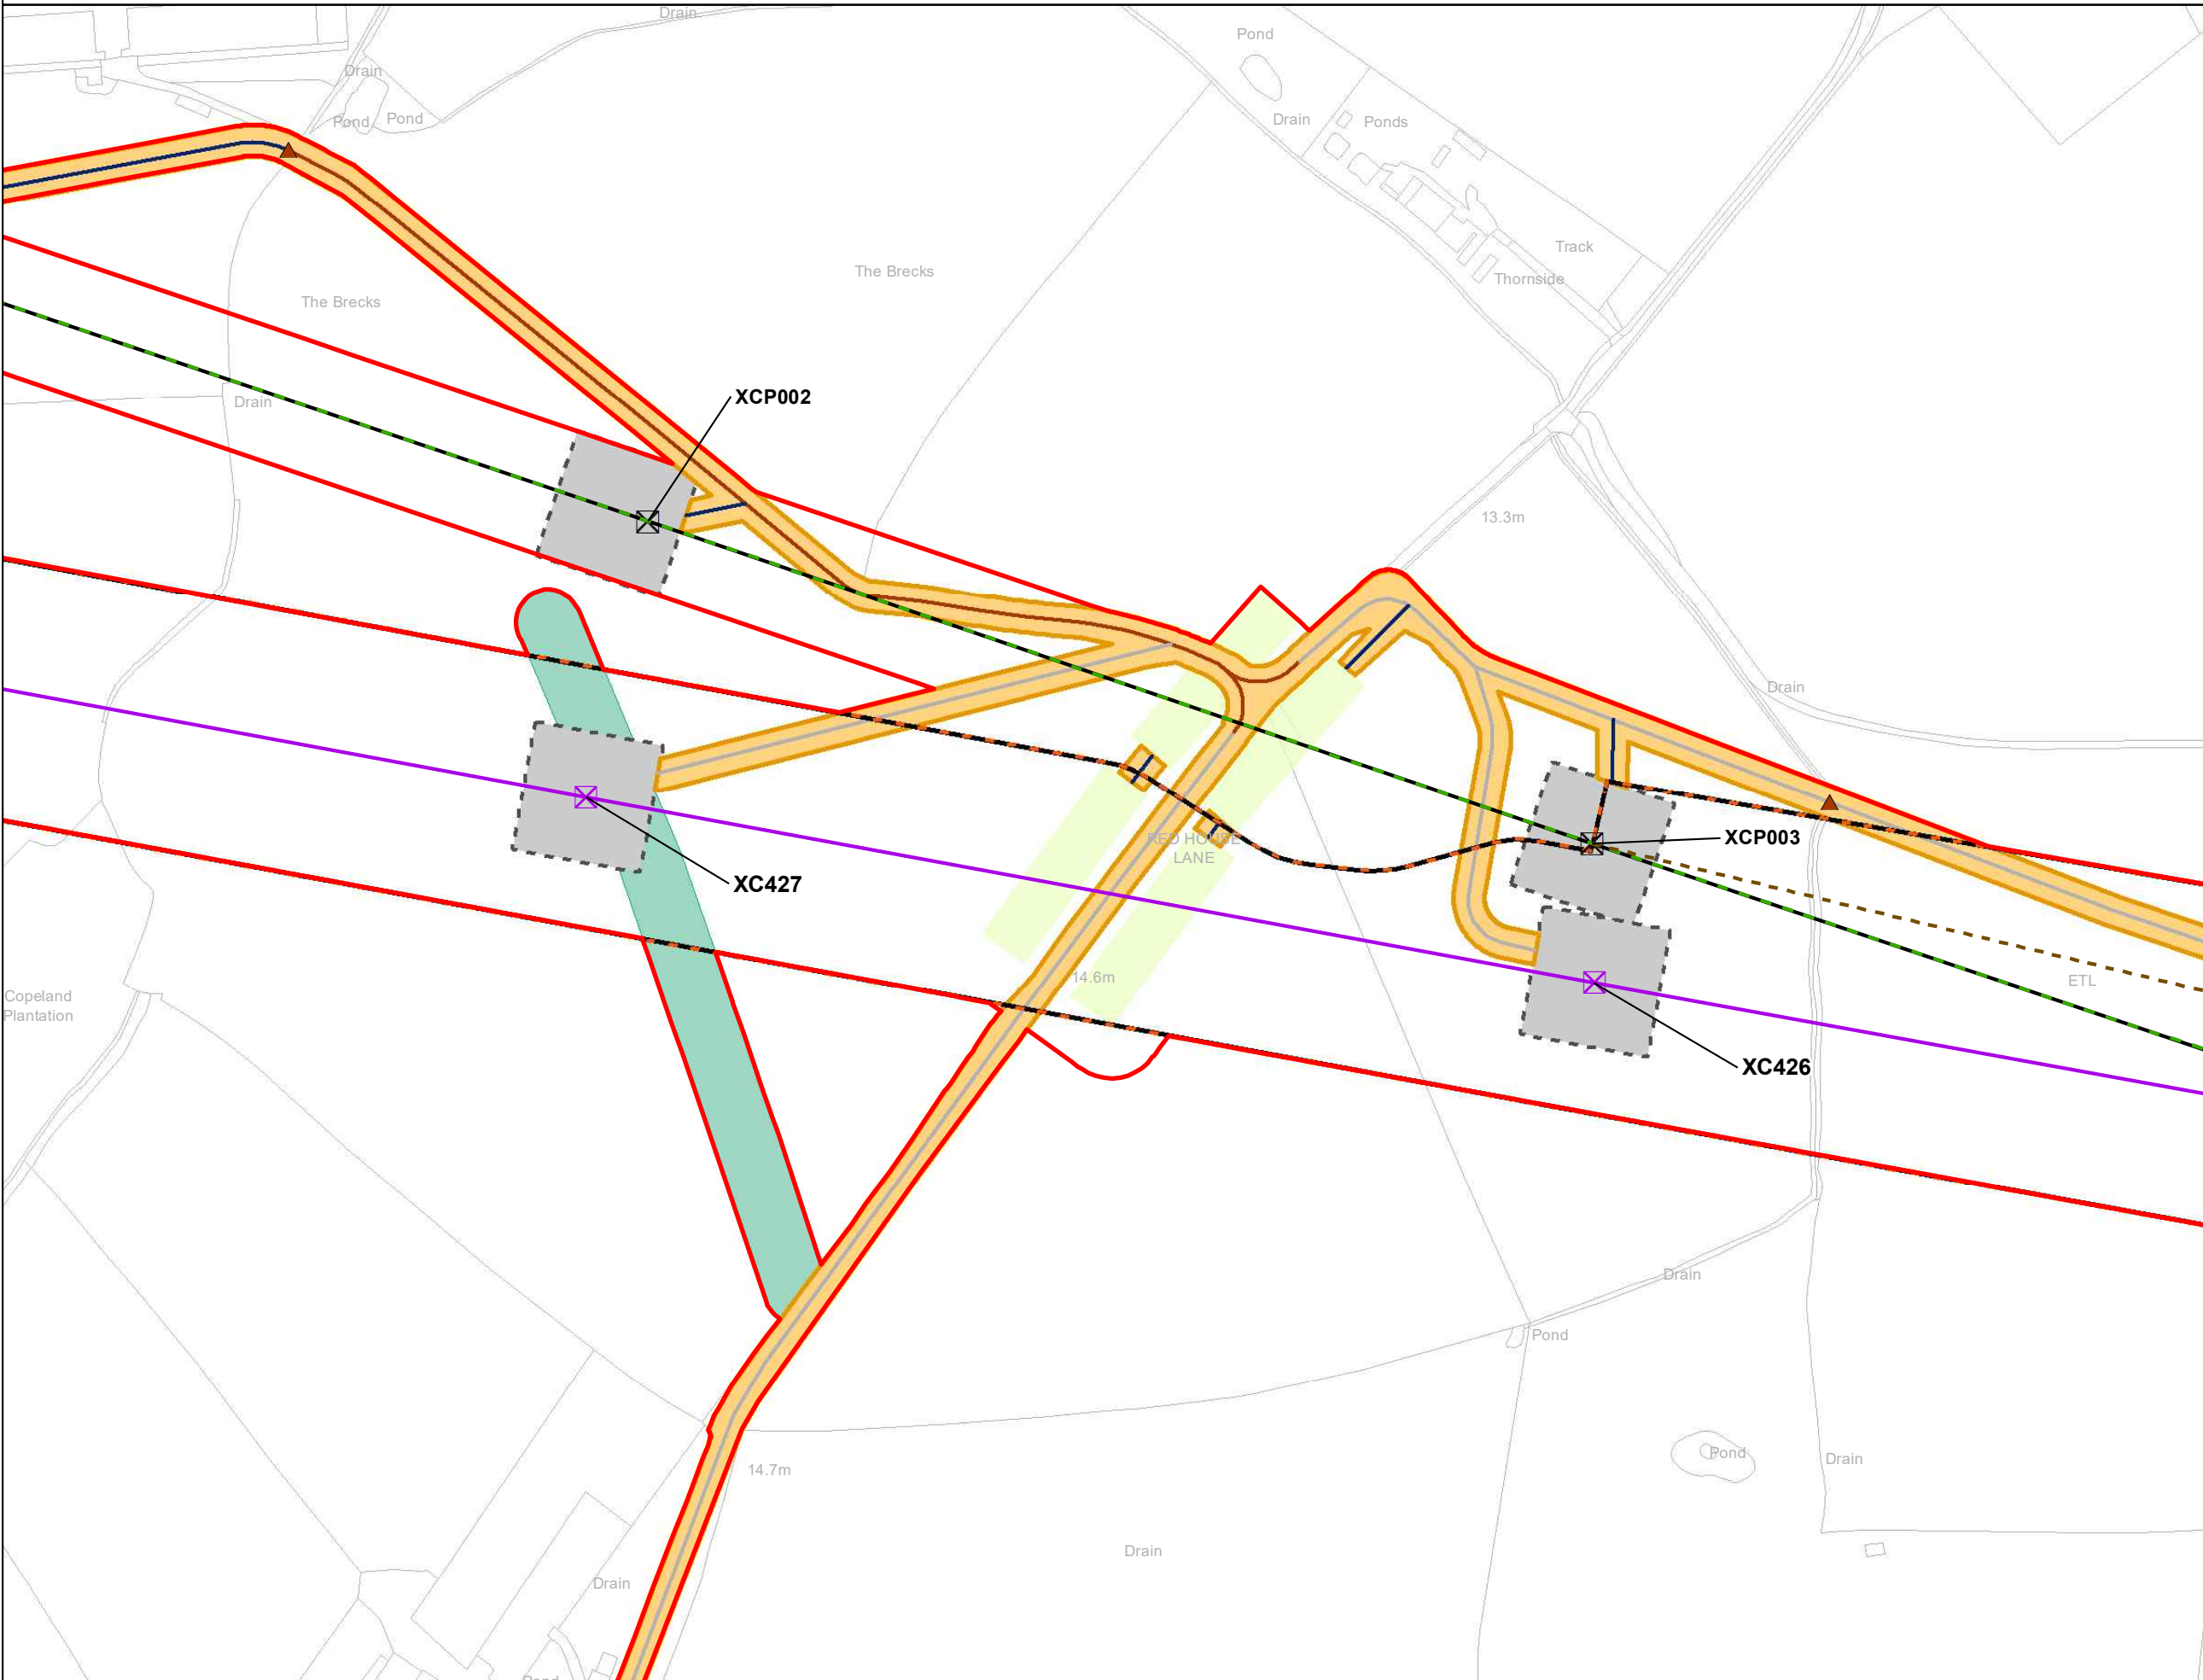 Drain
Pond
Drain
Pond
Pond
Drain
Ponds
Track
The Brecks
Thornside
The Brecks
XCP002
Drain
13.3m
Drain
XCP003
RED HOUSE
LANE
XC427
14.6m
ETL
Copeland
Plantation
XC426
Drain
Pond
Pond
Drain
14.7m
Drain
Drain
Pond